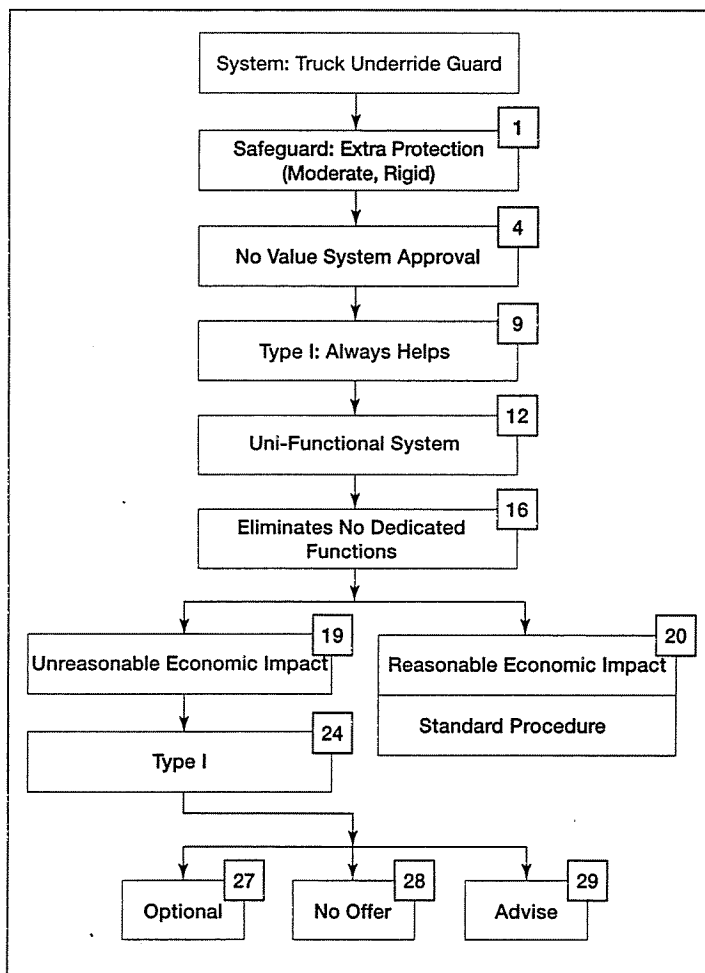 System: Truck Underride Guard
1
Safeguard: Extra Protection
(Moderate, Rigid)
4
No Value System Approval
9
Type I: Always Helps
12
Uni-Functional System
16
Eliminates No Dedicated
Functions
19
Unreasonable Economic Impact
20
Reasonable Economic Impact
Standard Procedure
24
Type I
27
Optional
28
No Offer
29
Advise